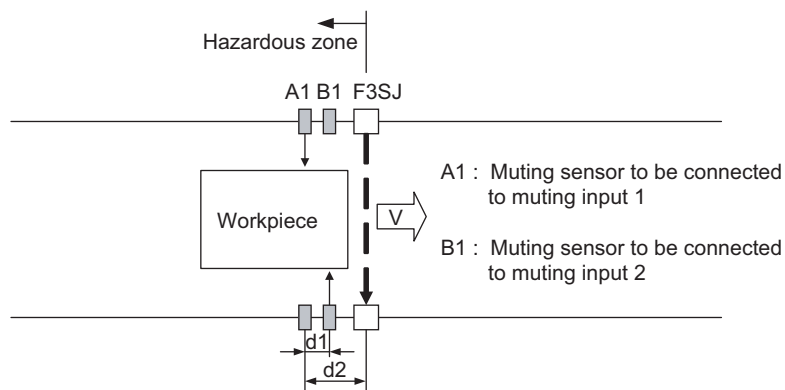 Hazardous zone
A1 B1 F3SJ
Workpiece
V
A1 : Muting sensor to be connected
to muting input 1
B1 : Muting sensor to be connected
to muting input 2
d1
d2